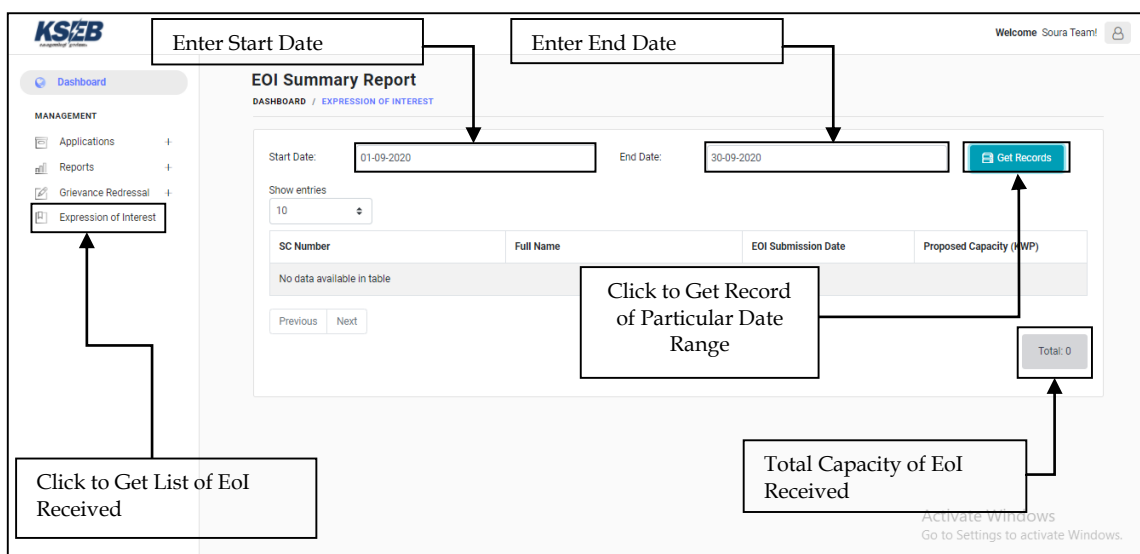 KSEB
Enter Start Date
Enter End Date
Welcome Soura Team!
Dashboard
EOI Summary Report
DASHBOARD / EXPRESSION OF INTEREST
MANAGEMENT
Applications +
Reports +
Grievance Redressal +
Expression of Interest
Start Date: 01-09-2020 End Date: 30-09-2020 Get Records
Show entries
10
SC Number Full Name EOI Submission Date Proposed Capacity (KWP)
No data available in table
Click to Get Record
of Particular Date
Range
Previous Next
Total: 0
Click to Get List of EoI
Received
Total Capacity of EoI
Received
Activate Windows
Go to Settings to activate Windows.